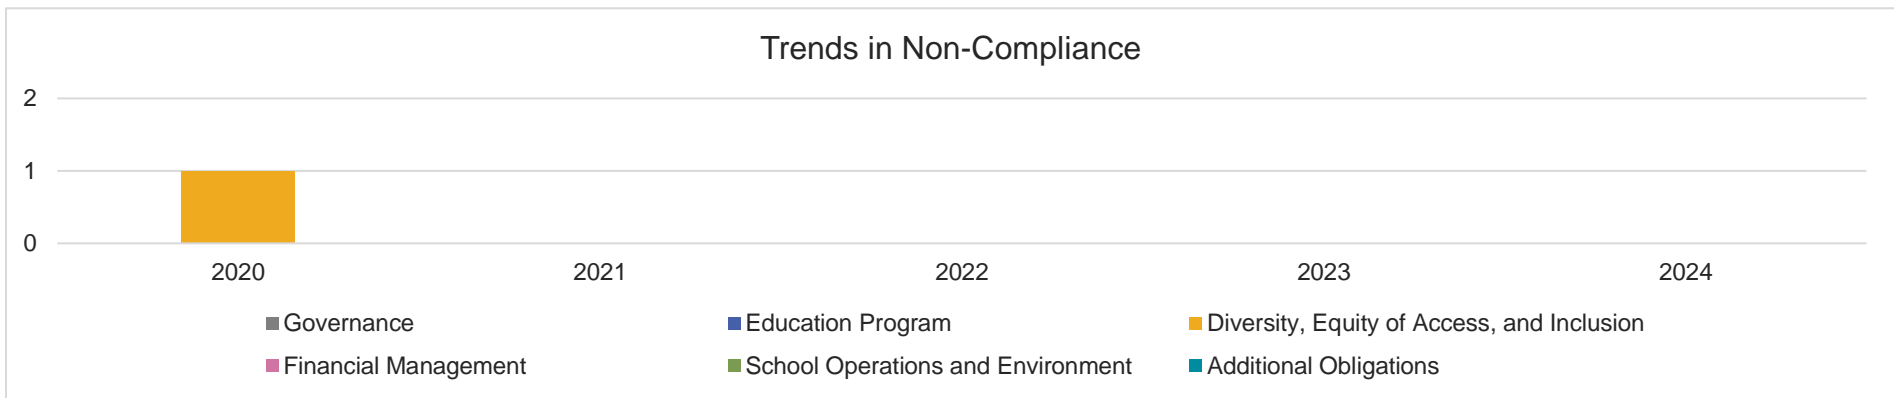 Trends in Non-Compliance
2
1
0
2020 2021 2022 2023 2024
Governance Education Program Diversity, Equity of Access, and Inclusion
Financial Management School Operations and Environment Additional Obligations